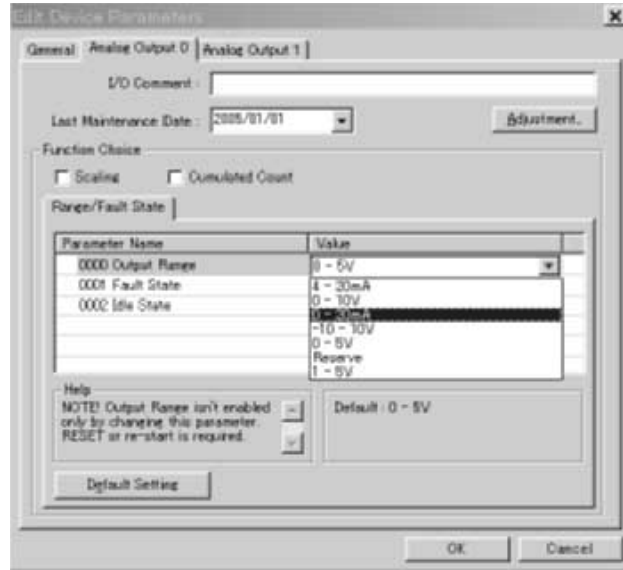 Edit Device Parameters
General Analog Output 0 Analog Output 1
I/O Comment :
Last Maintenance Date : 2005/01/01 Adjustment..
Function Choice
Scaling Cumulated Count
Range/Fault State
Parameter Name Value
0000 Output Range 0 - 5V
0001 Fault State 4 - 20mA
0002 Idle State 0 - 10V
0 - 20mA
-10 - 10V
0 - 5V
Reserve
1 - 5V
Help
NOTE! Output Range isn't enabled
only by changing this parameter.
RESET or re-start is required.
Default : 0 - 5V
Default Setting
OK Cancel